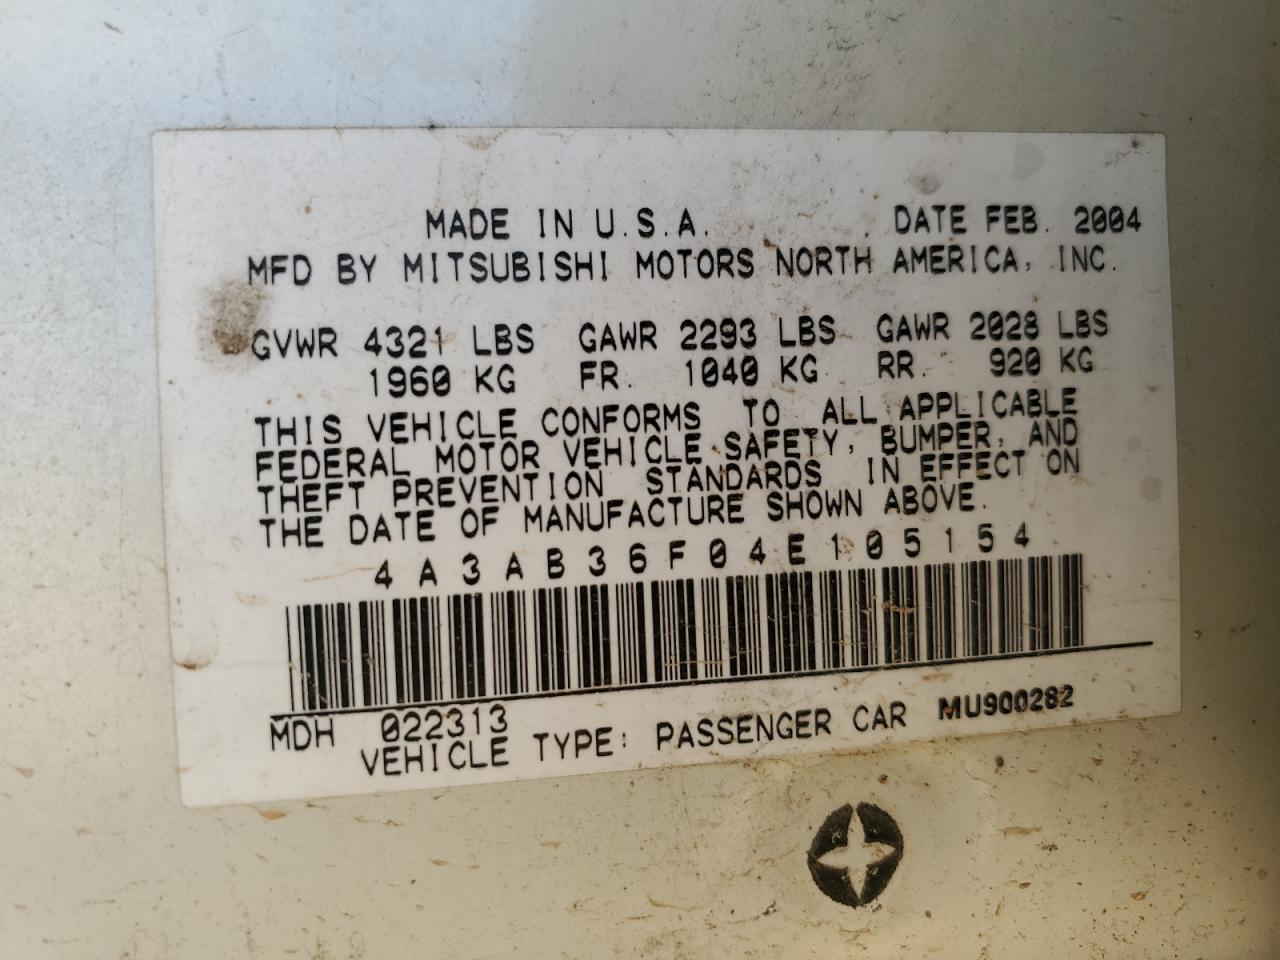 MADE IN U.S.A. DATE FEB. 2004
MFD BY MITSUBISHI MOTORS NORTH AMERICA, INC.
GVWR 4321 LBS GAWR 2293 LBS GAWR 2028 LBS
1960 KG FR. 1040 KG RR. 920 KG
THIS VEHICLE CONFORMS TO ALL APPLICABLE
FEDERAL MOTOR VEHICLE SAFETY, BUMPER, AND
THEFT PREVENTION STANDARDS IN EFFECT ON
THE DATE OF MANUFACTURE SHOWN ABOVE.
4A3AB36F04E105154
MDH 022313
VEHICLE TYPE: PASSENGER CAR MU900282